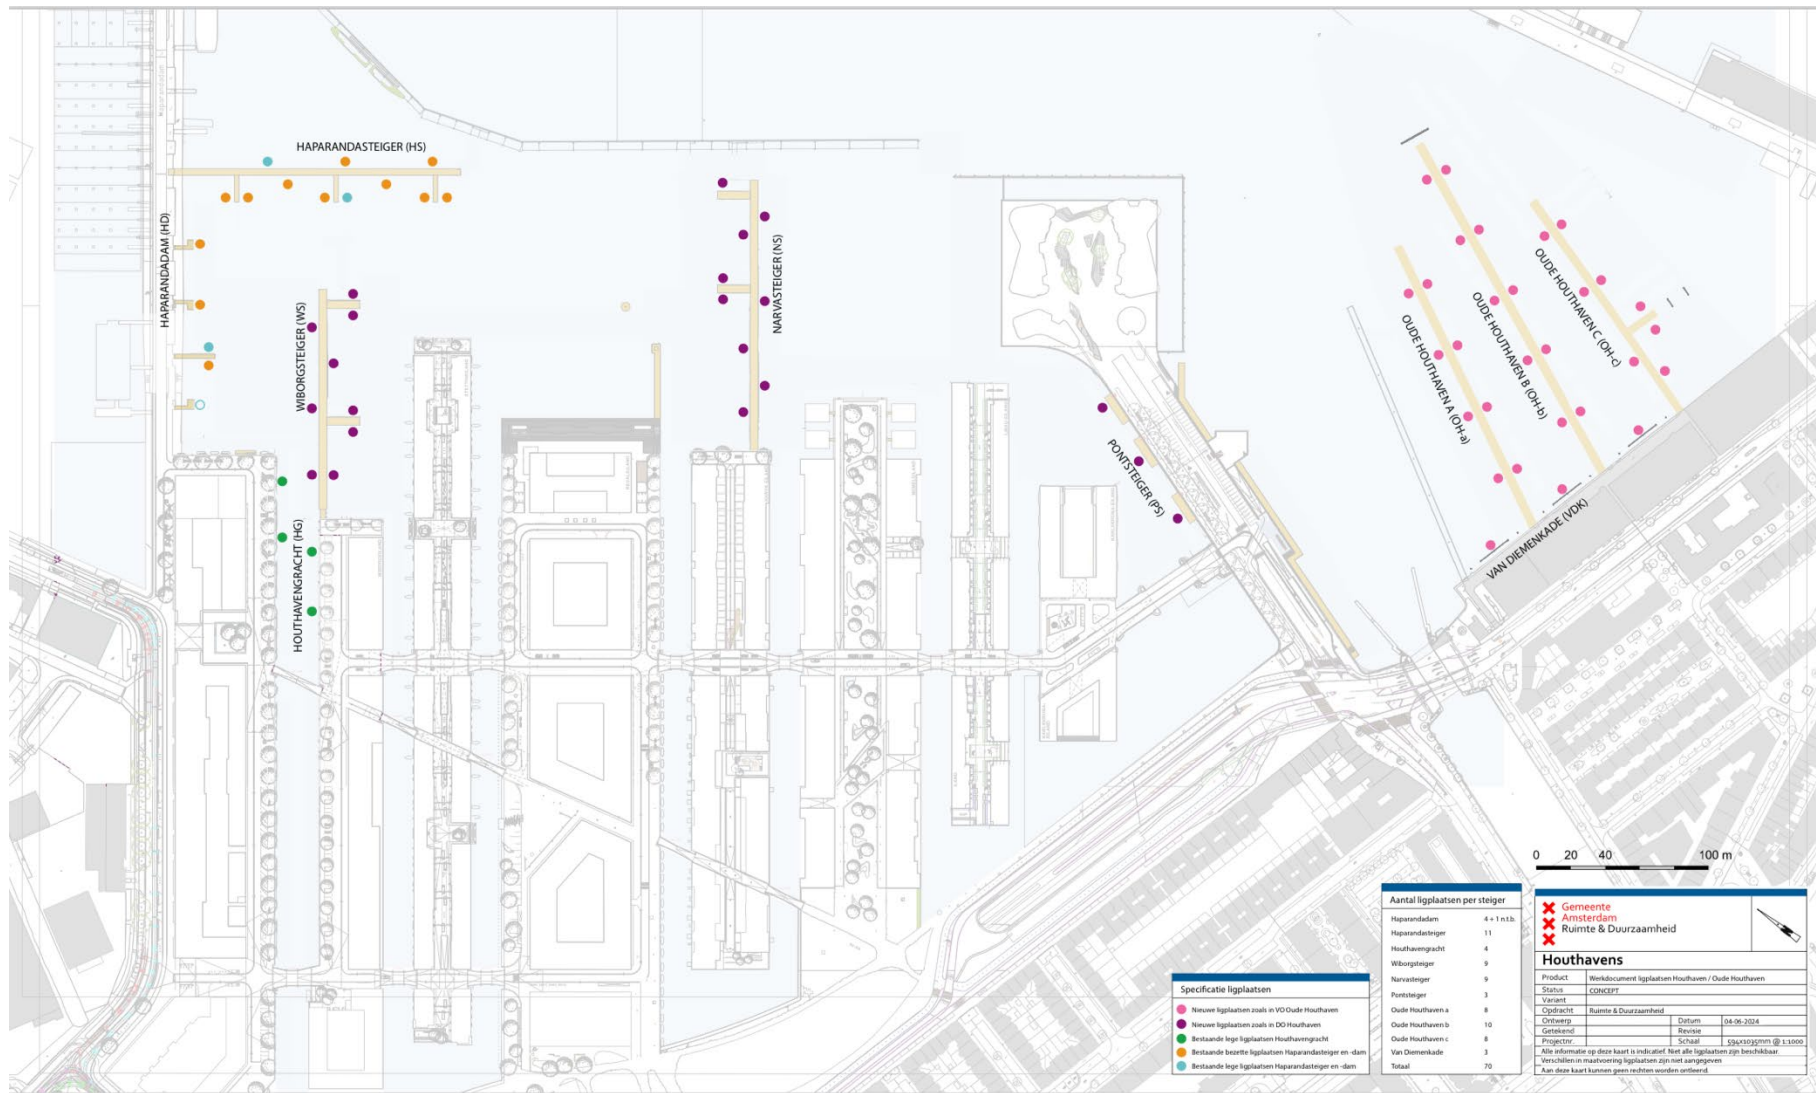 HAPARANDASTEIGER (HS)
HAPARANDADAM (HD)
WIBORGSTEIGER (WS)
HOUTHAVENGRACHT (HG)
NARVASTEIGER (NS)
PONTSTEIGER (PS)
OUDE HOUTHAVEN A (OH-a)
OUDE HOUTHAVEN B (OH-b)
OUDE HOUTHAVEN C (OH-c)
VAN DIEMENKADE (VDK)
Haparandadam
0 20 40 100 m
Specificatie ligplaatsen
Nieuwe ligplaatsen zoals in VO Oude Houthaven
Nieuwe ligplaatsen zoals in DO Houthaven
Bestaande lege ligplaatsen Houthavengracht
Bestaande bezette ligplaatsen Haparandasteiger en -dam
Bestaande lege ligplaatsen Haparandasteiger en -dam
Aantal ligplaatsen per steiger
Haparandadam 4 + 1 n.t.b.
Haparandasteiger 11
Houthavengracht 4
Wiborgsteiger 9
Narvasteiger 9
Pontsteiger 3
Oude Houthaven a 8
Oude Houthaven b 10
Oude Houthaven c 8
Van Diemenkade 3
Totaal 70
Gemeente
Amsterdam
Ruimte & Duurzaamheid
Houthavens
Product Werkdocument ligplaatsen Houthaven / Oude Houthaven
Status CONCEPT
Variant
Opdracht Ruimte & Duurzaamheid
Ontwerp Datum 04-06-2024
Getekend Revisie
Projectnr. Schaal 594x1035mm @ 1:1000
Alle informatie op deze kaart is indicatief. Niet alle ligplaatsen zijn beschikbaar.
Verschillen in maatvoering ligplaatsen zijn niet aangegeven
Aan deze kaart kunnen geen rechten worden ontleend.